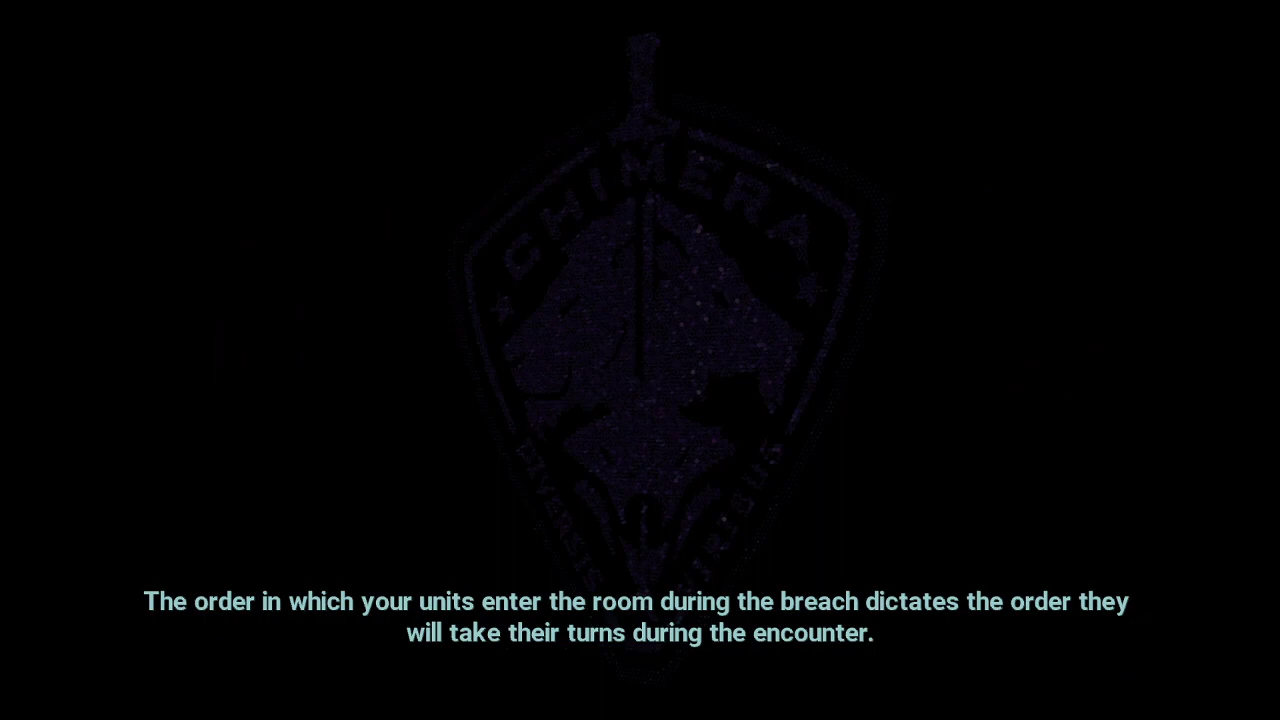 CHIMERA
The order in which your units enter the room during the breach dictates the order they
will take their turns during the encounter.